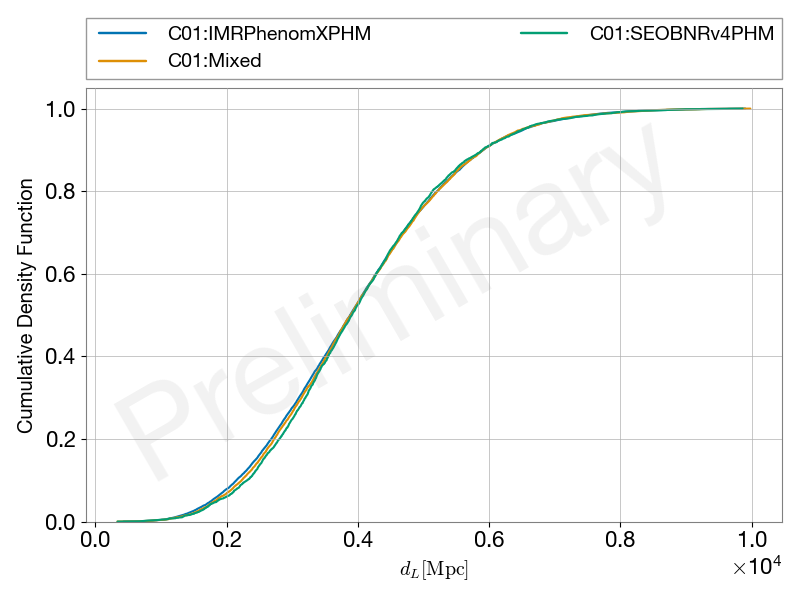 C01:IMRPhenomXPHM
C01:SEOBNRv4PHM
C01:Mixed
Cumulative Density Function
1.0
0.8
0.6
0.4
0.2
0.0
Preliminary
0.0 0.2 0.4 0.6 0.8 1.0
×10⁴
d_L[Mpc]